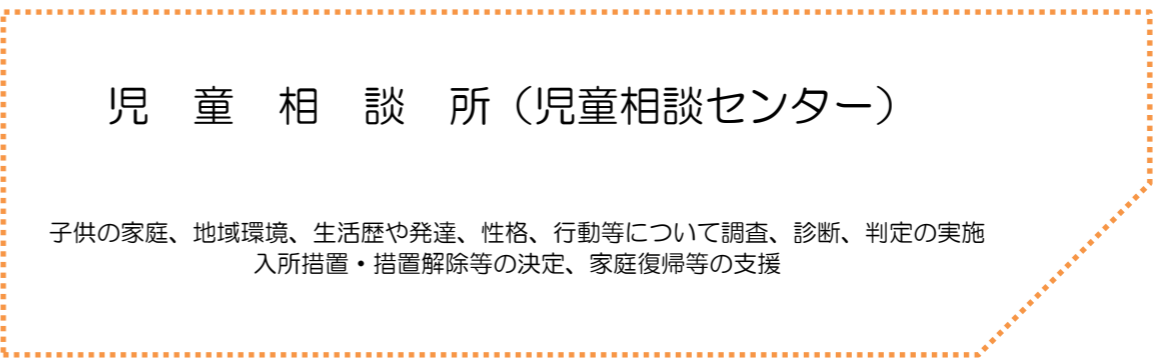 児　童　相　談　所（児童相談センター）
子供の家庭、地域環境、生活歴や発達、性格、行動等について調査、診断、判定の実施
入所措置・措置解除等の決定、家庭復帰等の支援